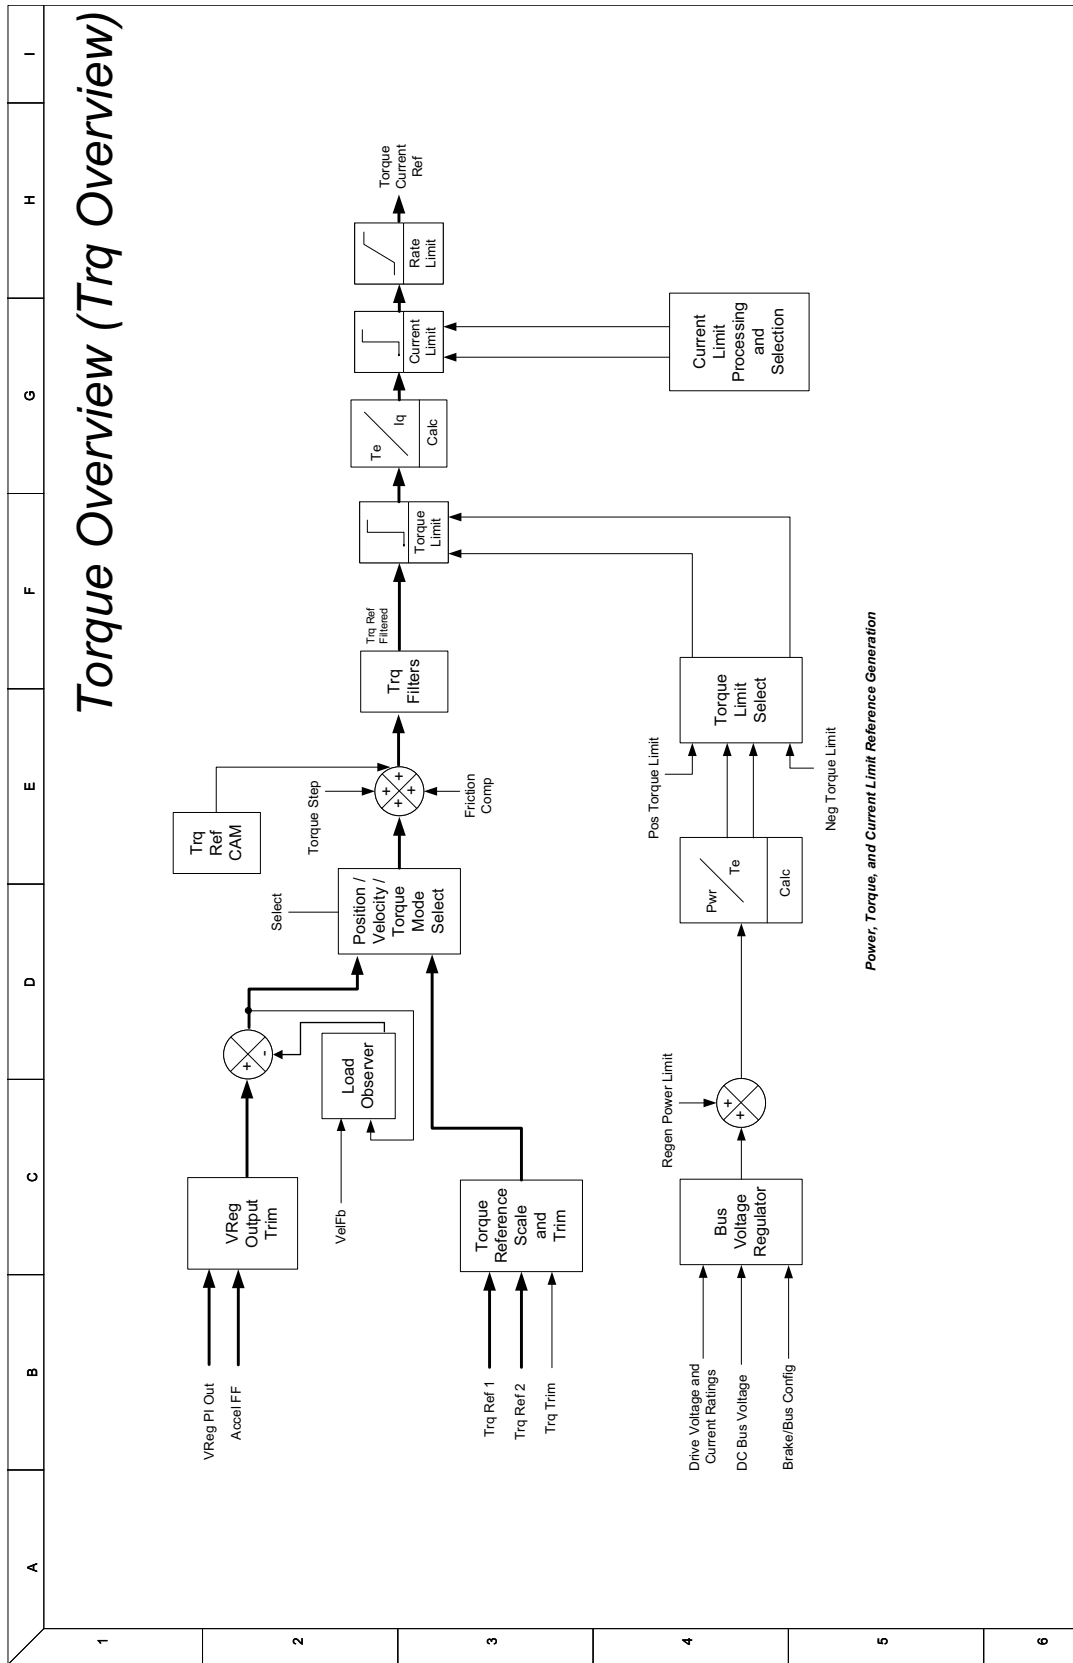 A
B
C
D
E
F
G
H
I
Torque Overview (Trq Overview)
1
2
3
4
5
6
VReg PI Out
Accel FF
VReg
Output
Trim
+
-
VelFb
Load
Observer
Trq Ref 1
Trq Ref 2
Trq Trim
Torque
Reference
Scale
and
Trim
Select
Position /
Velocity /
Torque
Mode
Select
Trq
Ref
CAM
Torque Step
+
+
+
+
Friction
Comp
Trq
Filters
Trq Ref
Filtered
Torque
Limit
Te
Iq
Calc
Current
Limit
Rate
Limit
Torque
Current
Ref
Drive Voltage and
Current Ratings
DC Bus Voltage
Brake/Bus Config
Bus
Voltage
Regulator
Regen Power Limit
+
+
Pwr
Te
Calc
Pos Torque Limit
Neg Torque Limit
Torque
Limit
Select
Current
Limit
Processing
and
Selection
Power, Torque, and Current Limit Reference Generation